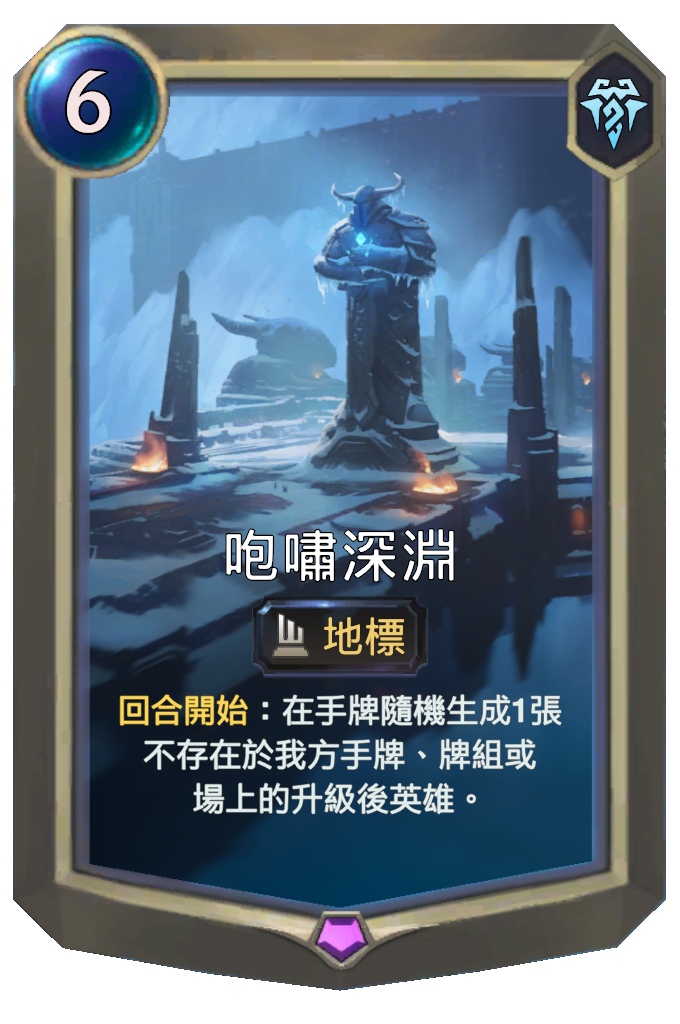 6
咆嘯深淵
地標
回合開始：在手牌隨機生成1張
不存在於我方手牌、牌組或
場上的升級後英雄。